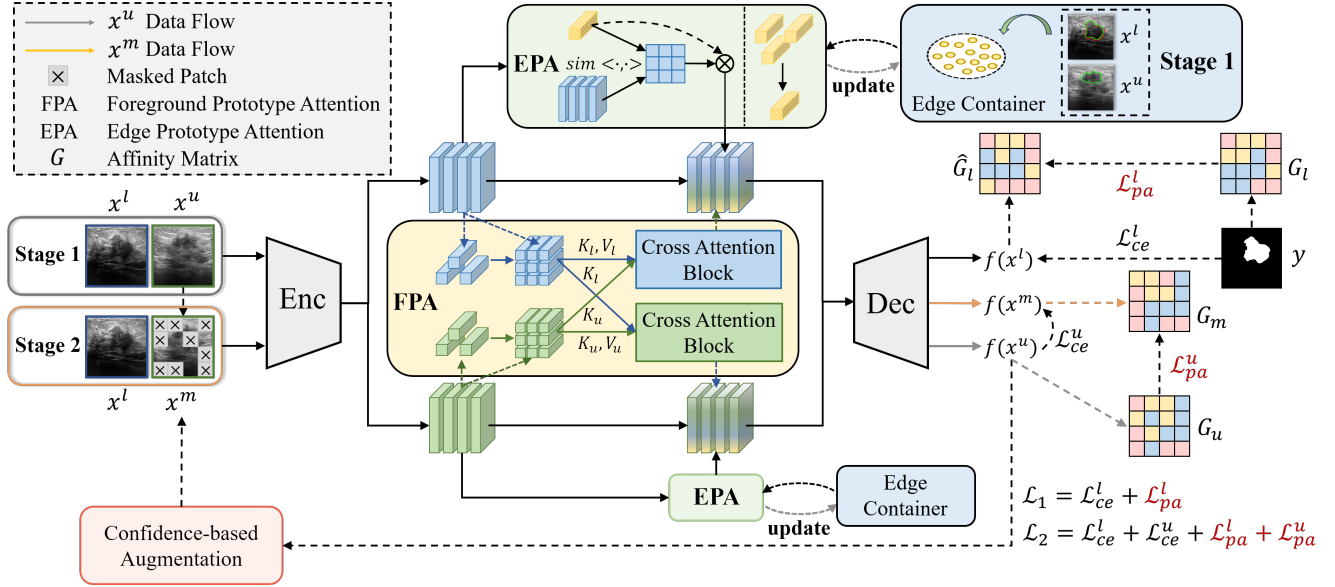 x^u Data Flow
x^m Data Flow
Masked Patch
FPA Foreground Prototype Attention
EPA Edge Prototype Attention
G Affinity Matrix
EPA
sim <·,·>
update
Edge Container
x^l
x^u
Stage 1
x^l x^u
Stage 1
Stage 2
x^l x^m
Enc
FPA
K_l, V_l
K_l
K_u
K_u, V_u
Cross Attention
Block
Cross Attention
Block
Dec
Ĝ_l
ℒ^l_pa
G_l
ℒ^l_ce
y
f(x^l)
f(x^m)
f(x^u)
ℒ^u_ce
G_m
ℒ^u_pa
G_u
EPA
update
Edge
Container
Confidence-based
Augmentation
ℒ_1 = ℒ^l_ce + ℒ^l_pa
ℒ_2 = ℒ^l_ce + ℒ^u_ce + ℒ^l_pa + ℒ^u_pa